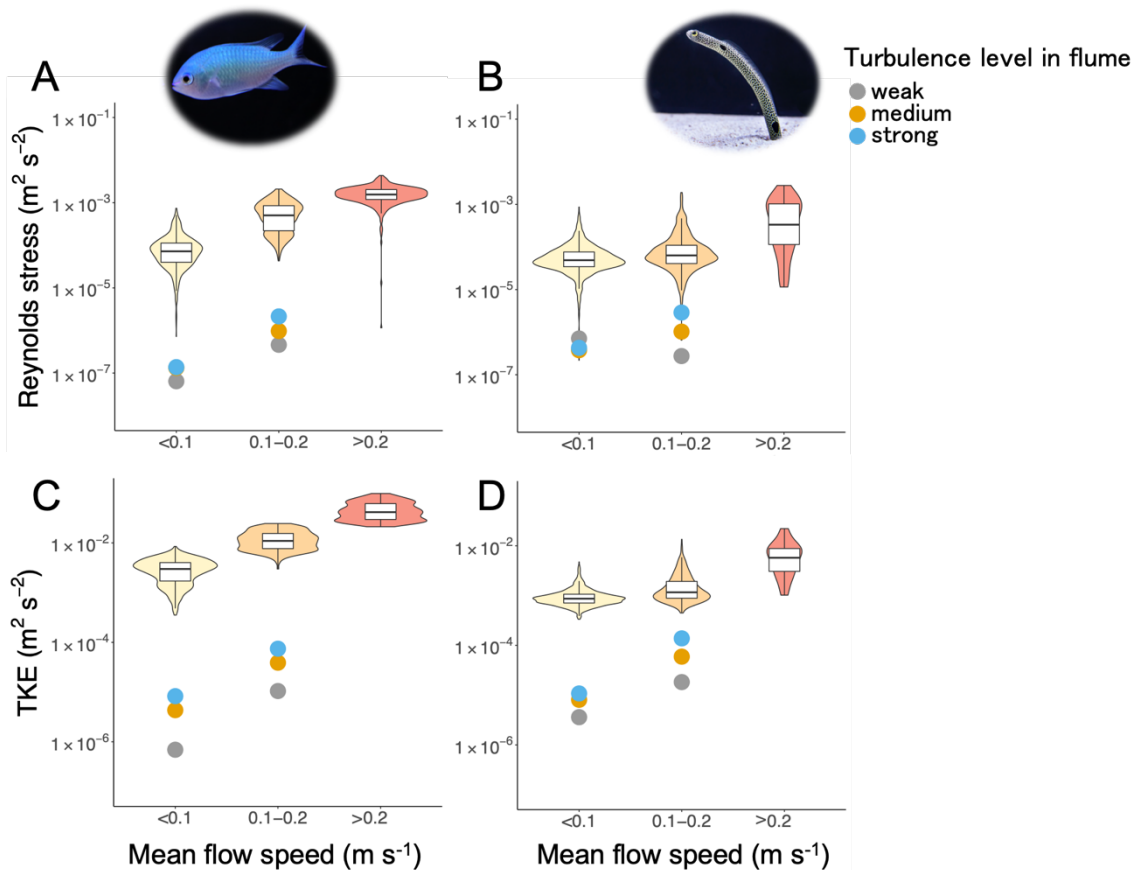 A
B
Turbulence level in flume
weak
medium
strong
Reynolds stress (m² s⁻²)
1 × 10⁻¹
1 × 10⁻³
1 × 10⁻⁵
1 × 10⁻⁷
<0.1
0.1–0.2
>0.2
1 × 10⁻¹
1 × 10⁻³
1 × 10⁻⁵
1 × 10⁻⁷
<0.1
0.1–0.2
>0.2
C
D
TKE (m² s⁻²)
1 × 10⁻²
1 × 10⁻⁴
1 × 10⁻⁶
<0.1
0.1–0.2
>0.2
Mean flow speed (m s⁻¹)
1 × 10⁻²
1 × 10⁻⁴
1 × 10⁻⁶
<0.1
0.1–0.2
>0.2
Mean flow speed (m s⁻¹)